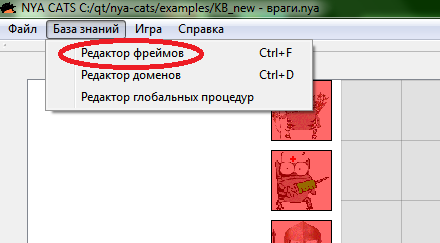 NYA CATS C:/qt/nya-cats/examples/KB_new - враги.nya
Файл База знаний Игра Справка
Редактор фреймов Ctrl+F
Редактор доменов Ctrl+D
Редактор глобальных процедур